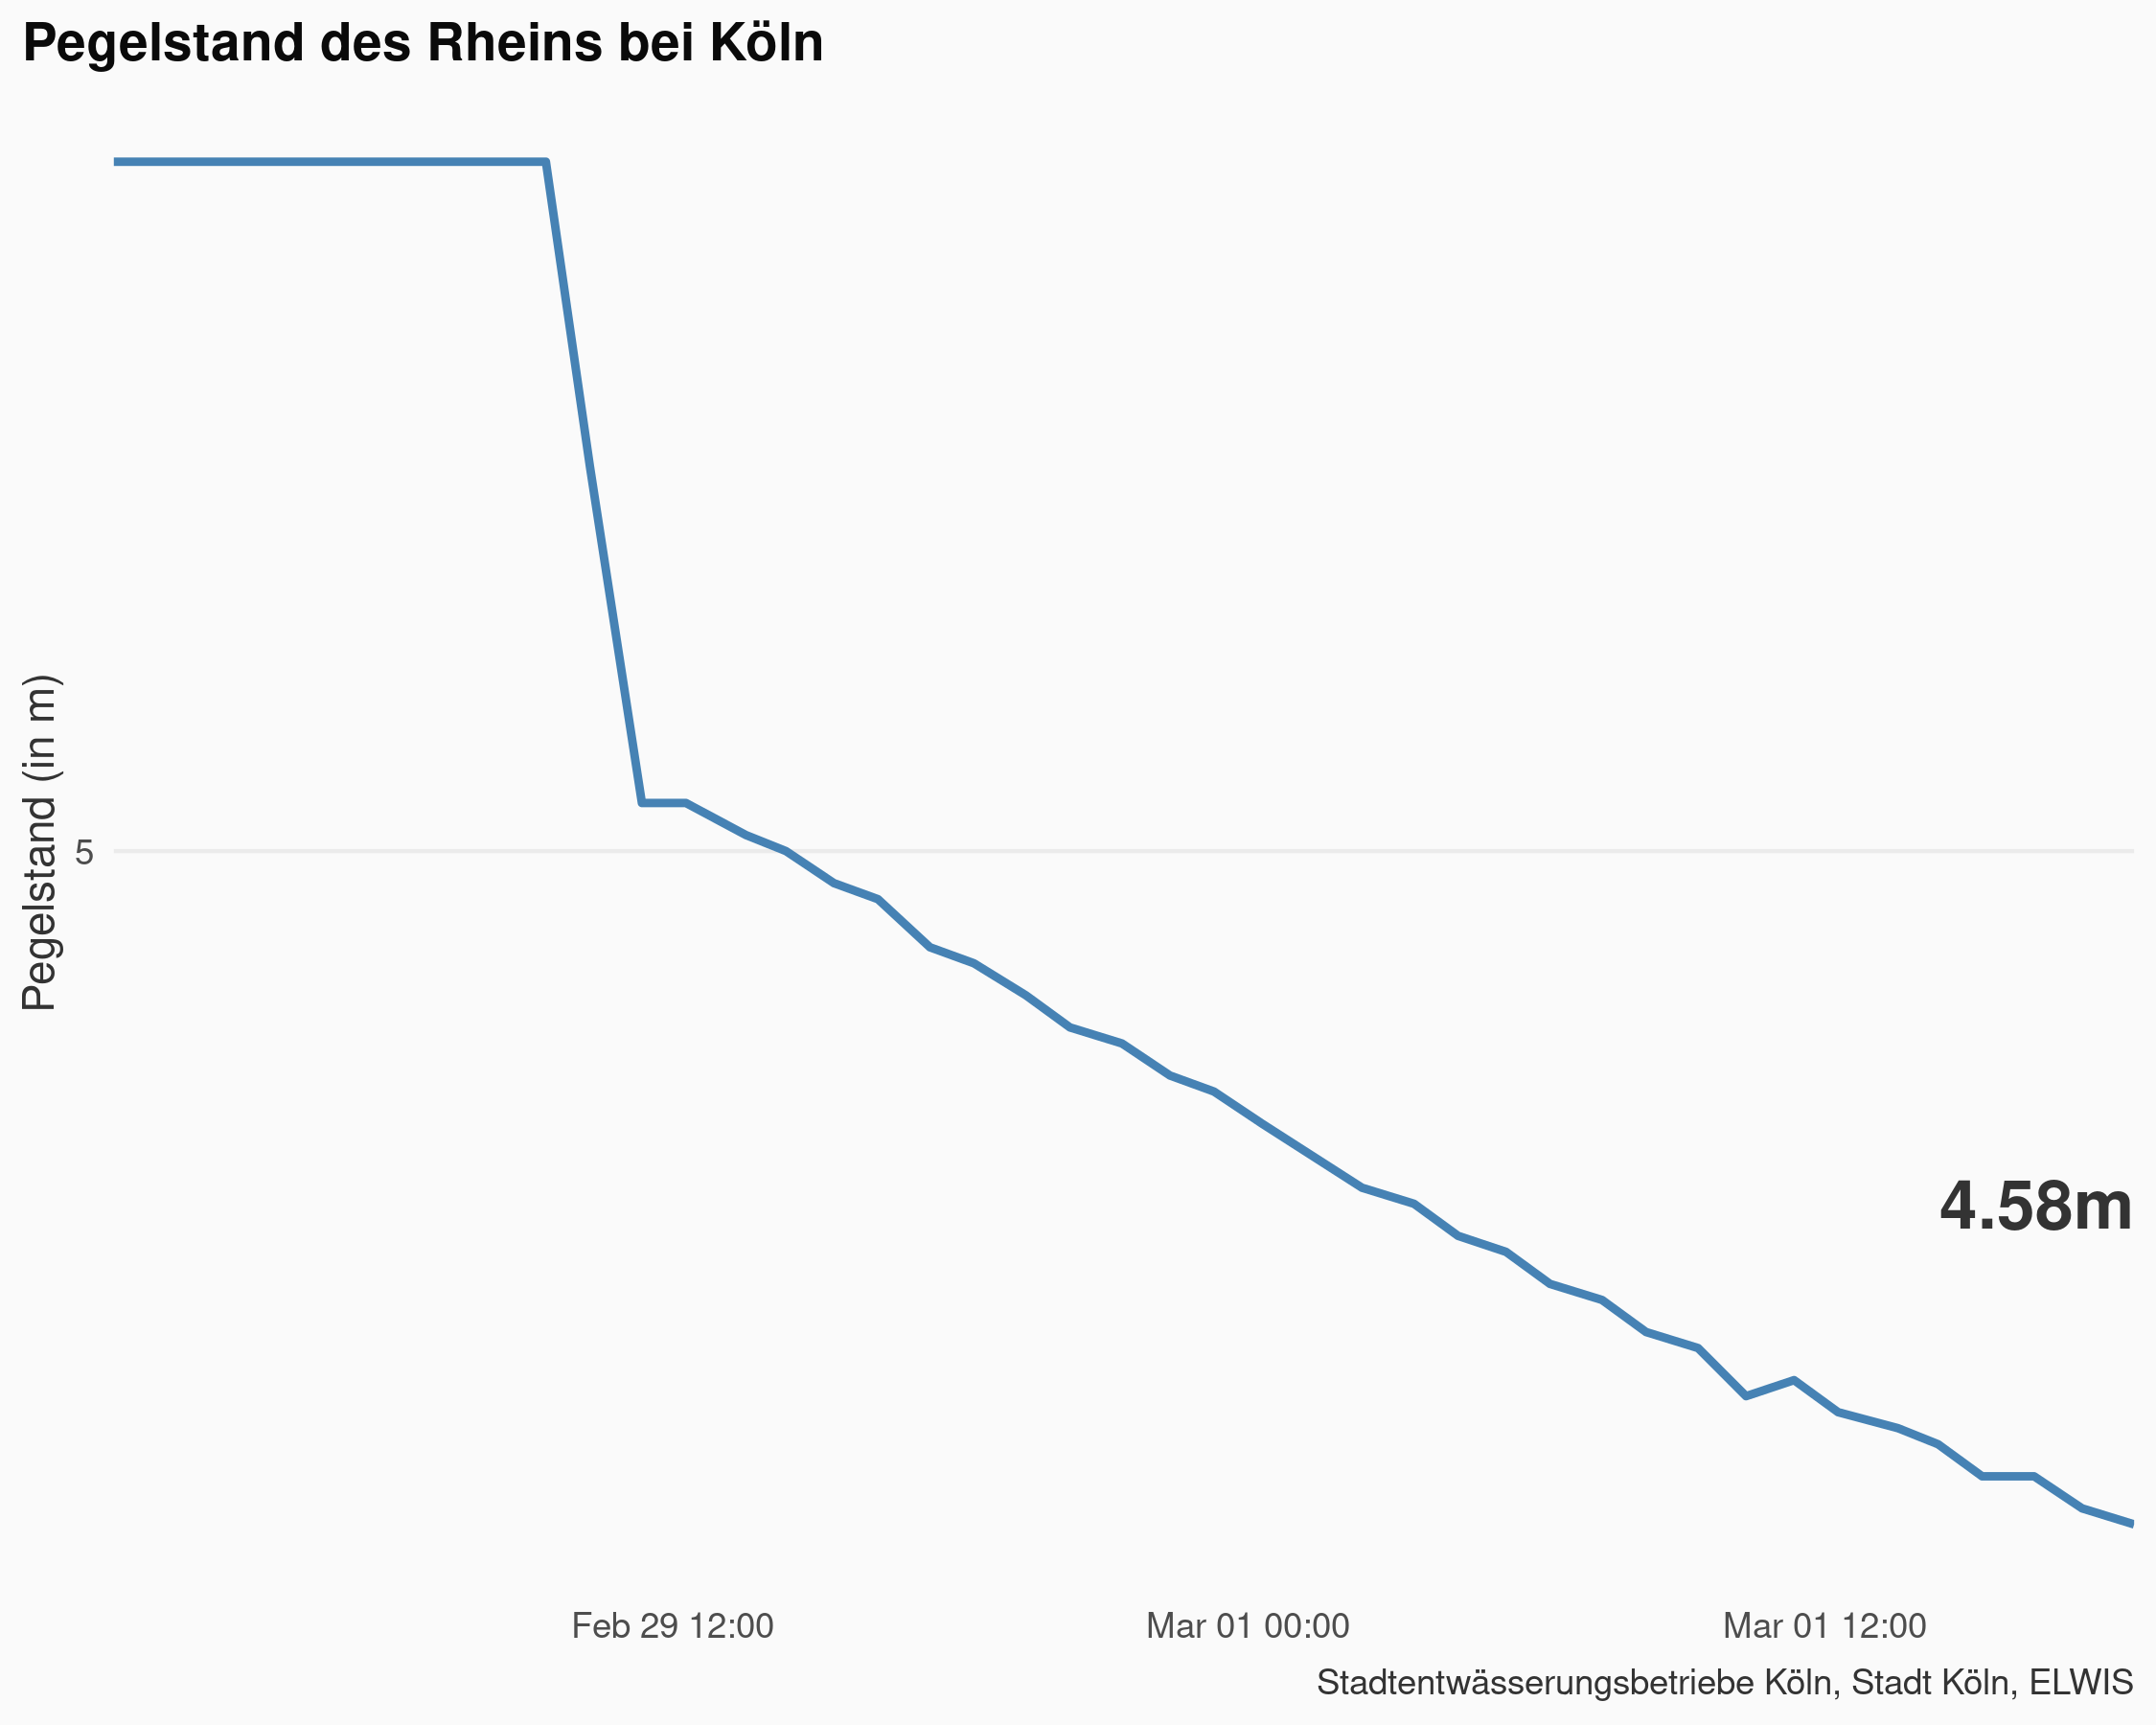 Pegelstand des Rheins bei Köln
Pegelstand (in m)
5
4.58m
Feb 29 12:00
Mar 01 00:00
Mar 01 12:00
Stadtentwässerungsbetriebe Köln, Stadt Köln, ELWIS